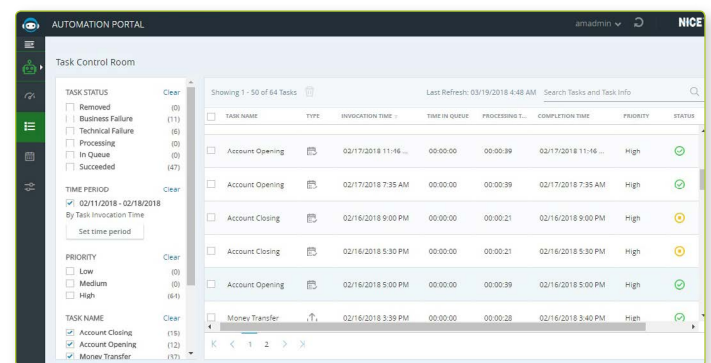 AUTOMATION PORTAL
amadmin
NICE
Task Control Room
TASK STATUS Clear
Removed (0)
Business Failure (11)
Technical Failure (6)
Processing (0)
In Queue (0)
Succeeded (47)
TIME PERIOD Clear
02/11/2018 - 02/18/2018
By Task Invocation Time
Set time period
PRIORITY Clear
Low (0)
Medium (0)
High (64)
TASK NAME Clear
Account Closing (15)
Account Opening (12)
Money Transfer (37)
Showing 1 - 50 of 64 Tasks
Last Refresh: 03/19/2018 4:48 AM
Search Tasks and Task Info
TASK NAME TYPE INVOCATION TIME TIME IN QUEUE PROCESSING T... COMPLETION TIME PRIORITY STATUS
Account Opening 02/17/2018 11:46 ... 00:00:00 00:00:39 02/17/2018 11:46 ... High
Account Opening 02/17/2018 7:35 AM 00:00:00 00:00:39 02/17/2018 7:35 AM High
Account Closing 02/16/2018 9:00 PM 00:00:00 00:00:21 02/16/2018 9:00 PM High
Account Closing 02/16/2018 5:30 PM 00:00:00 00:00:21 02/16/2018 5:30 PM High
Account Opening 02/16/2018 5:00 PM 00:00:00 00:00:39 02/16/2018 5:00 PM High
Money Transfer 02/16/2018 3:39 PM 00:00:00 00:00:28 02/16/2018 3:40 PM High
1 2